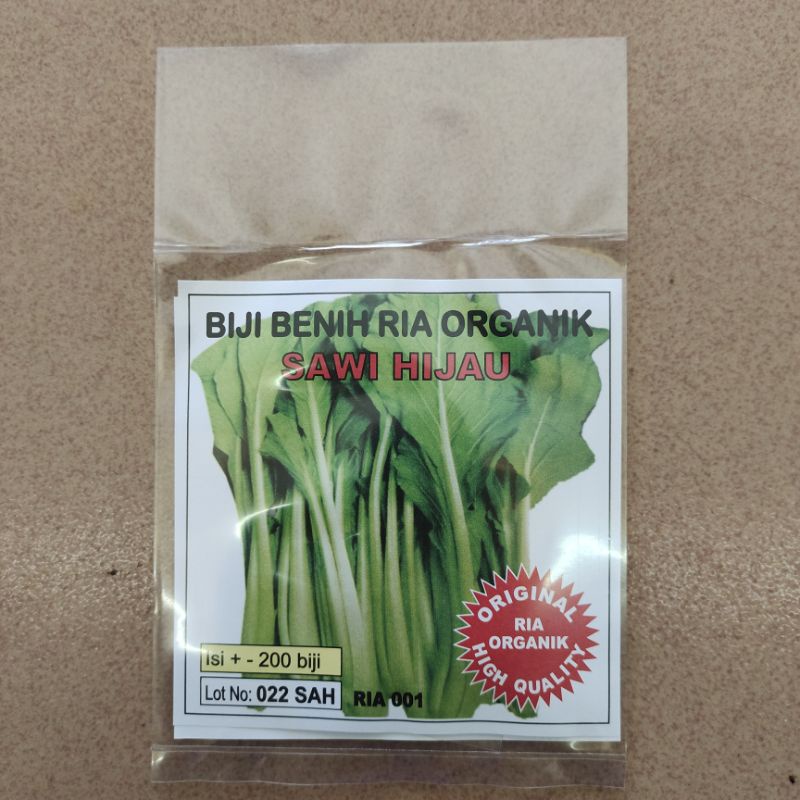 BIJI BENIH RIA ORGANIK
SAWI HIJAU
ORIGINAL
RIA
ORGANIK
HIGH QUALITY
Isi + - 200 biji
Lot No: 022 SAH
RIA 001